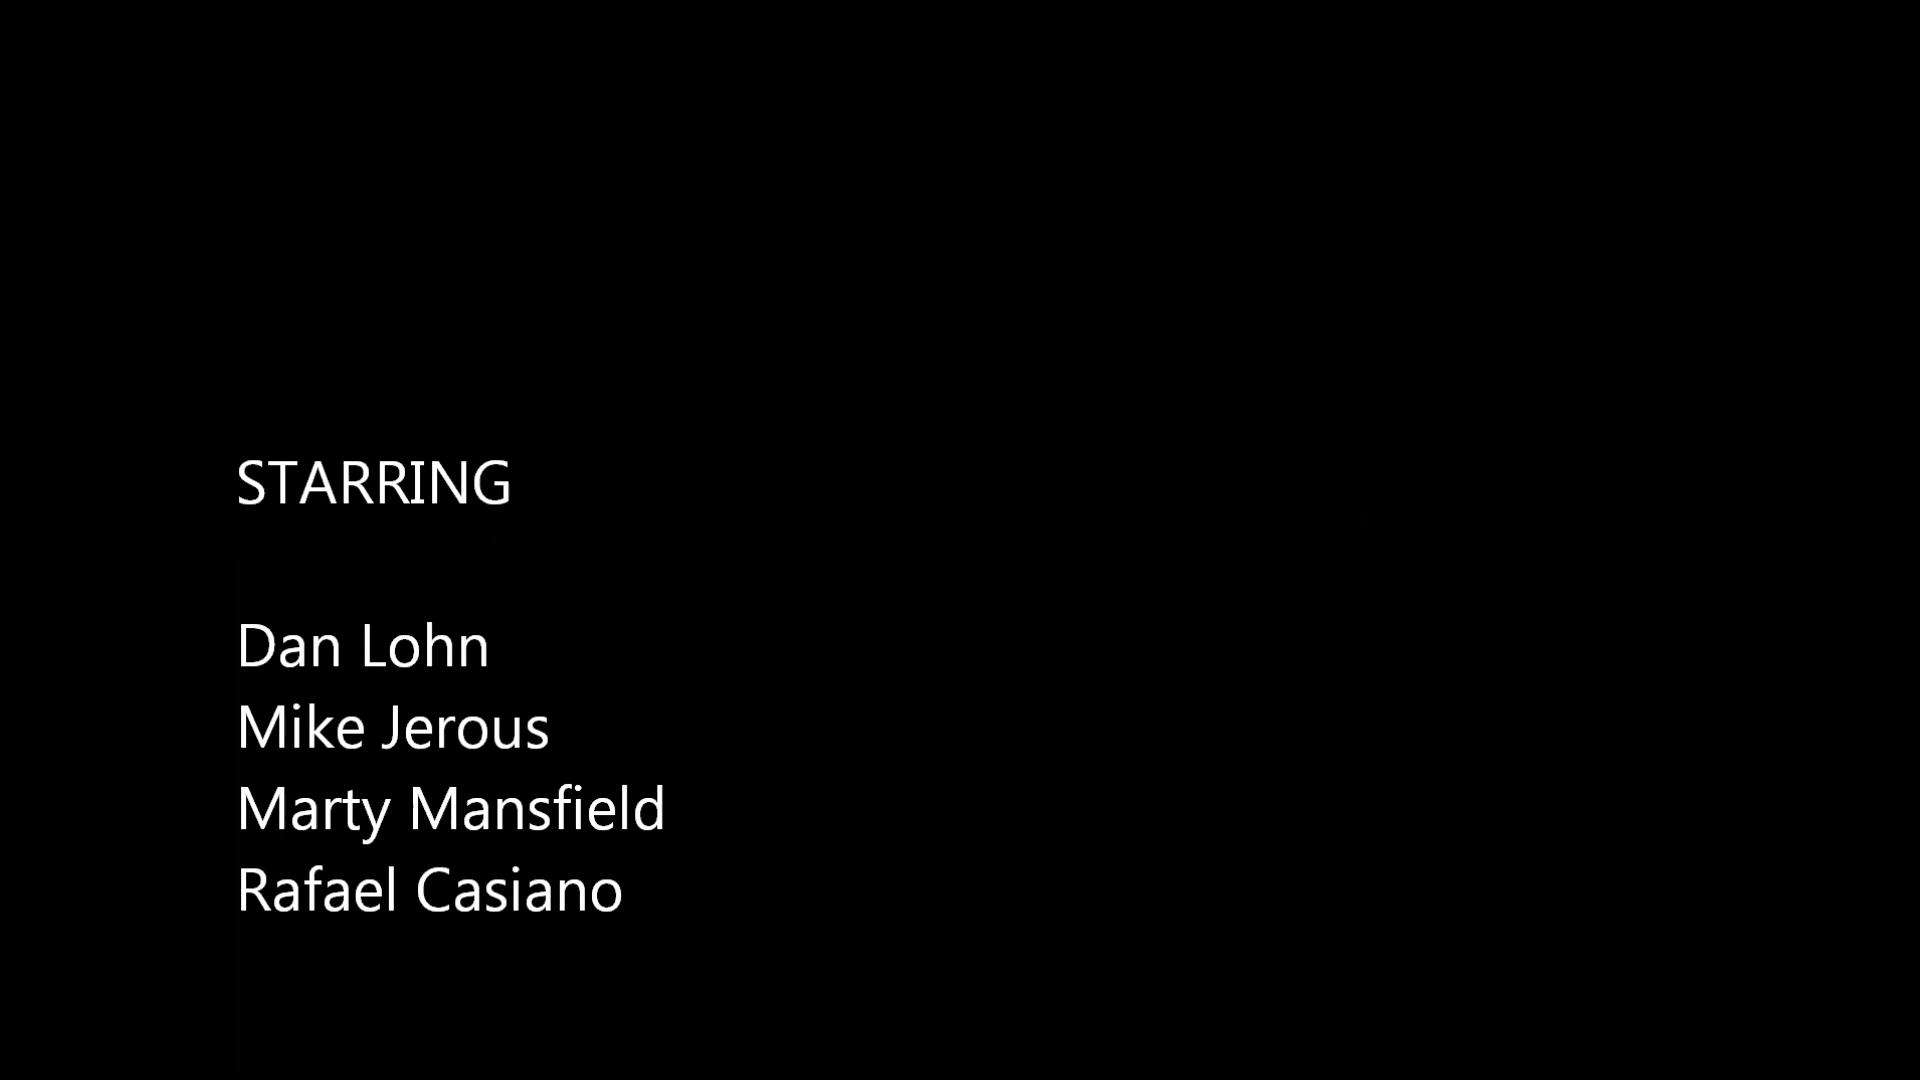 STARRING
Dan Lohn
Mike Jerous
Marty Mansfield
Rafael Casiano